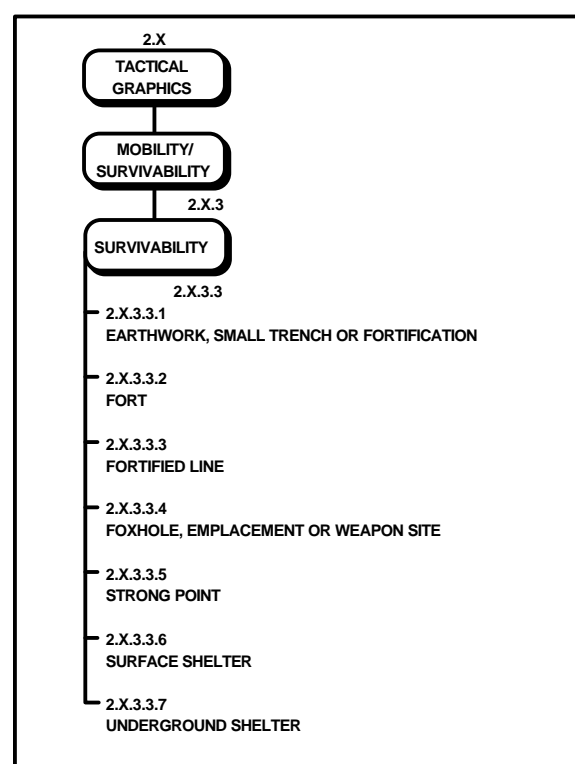 2.X
TACTICAL
GRAPHICS
MOBILITY/
SURVIVABILITY
2.X.3
SURVIVABILITY
2.X.3.3
2.X.3.3.1
EARTHWORK, SMALL TRENCH OR FORTIFICATION
2.X.3.3.2
FORT
2.X.3.3.3
FORTIFIED LINE
2.X.3.3.4
FOXHOLE, EMPLACEMENT OR WEAPON SITE
2.X.3.3.5
STRONG POINT
2.X.3.3.6
SURFACE SHELTER
2.X.3.3.7
UNDERGROUND SHELTER